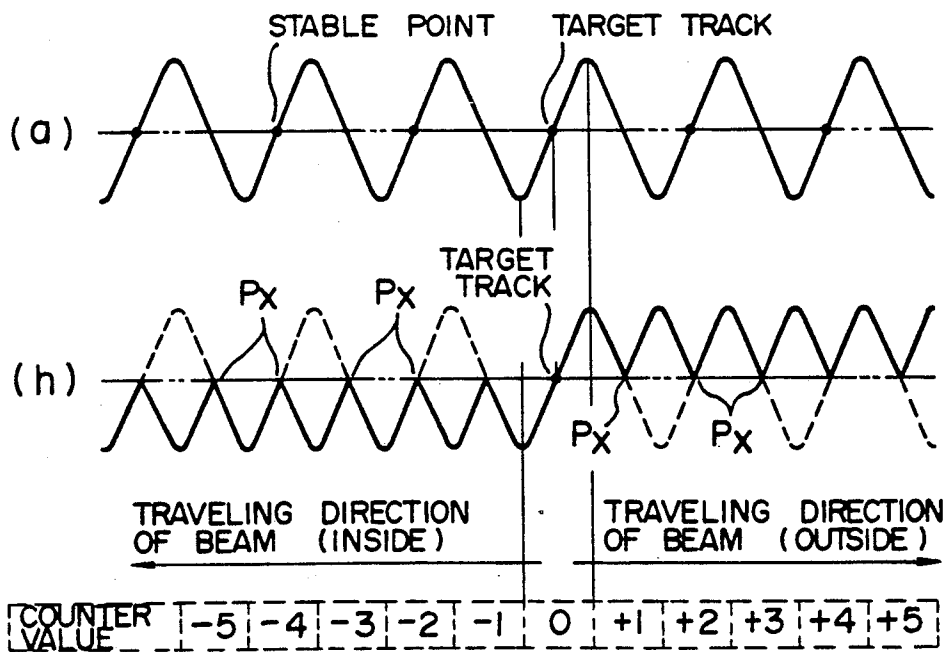 STABLE POINT
TARGET TRACK
(a)
TARGET
TRACK
PX
PX
(h)
PX
PX
TRAVELING DIRECTION
OF BEAM (INSIDE)
TRAVELING DIRECTION
OF BEAM (OUTSIDE)
COUNTER
VALUE
-5 -4 -3 -2 -1 0 +1 +2 +3 +4 +5